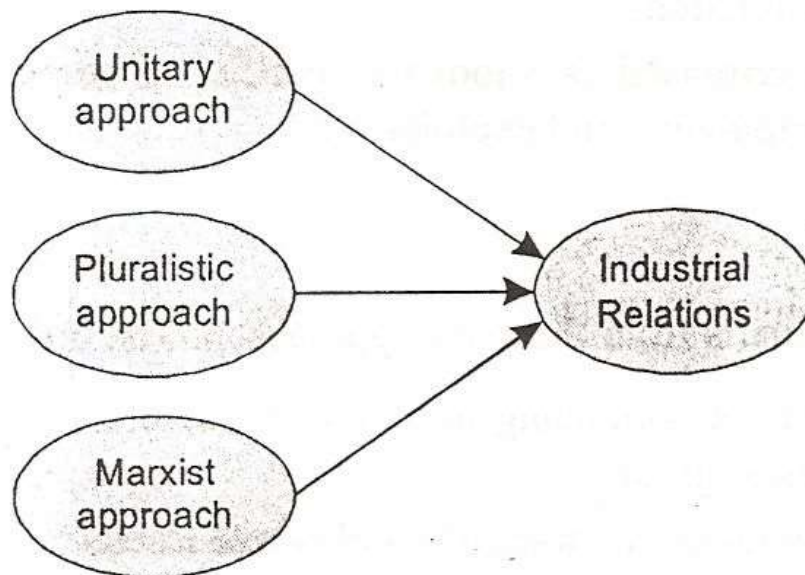 Unitary
approach
Pluralistic
approach
Industrial
Relations
Marxist
approach